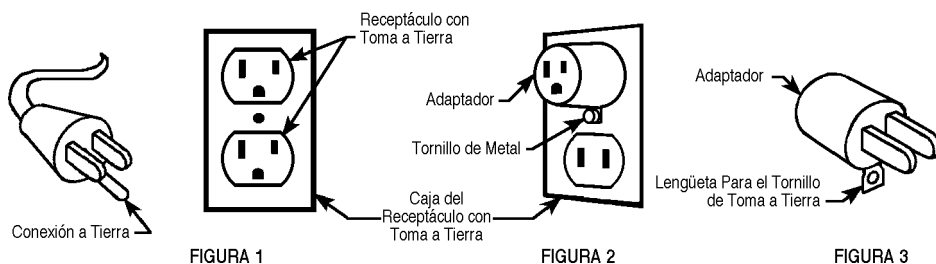 Receptáculo con
Toma a Tierra
Conexión a Tierra
FIGURA 1
Adaptador
Tornillo de Metal
Caja del
Receptáculo con
Toma a Tierra
FIGURA 2
Adaptador
Lengüeta Para el Tornillo
de Toma a Tierra
FIGURA 3